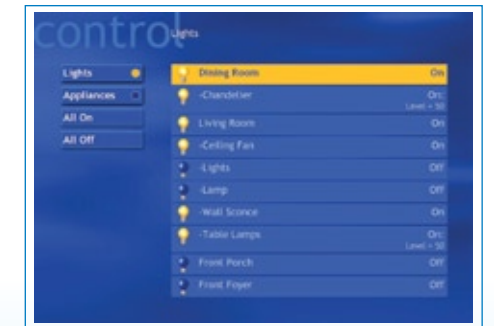 control
Lights
Lights
Appliances
All On
All Off
Dining Room On
-Chandelier On:
Level = 50
Living Room On
-Ceiling Fan On
-Lights Off
-Lamp Off
-Wall Sconce On
-Table Lamps On:
Level = 50
Front Porch Off
Front Foyer Off